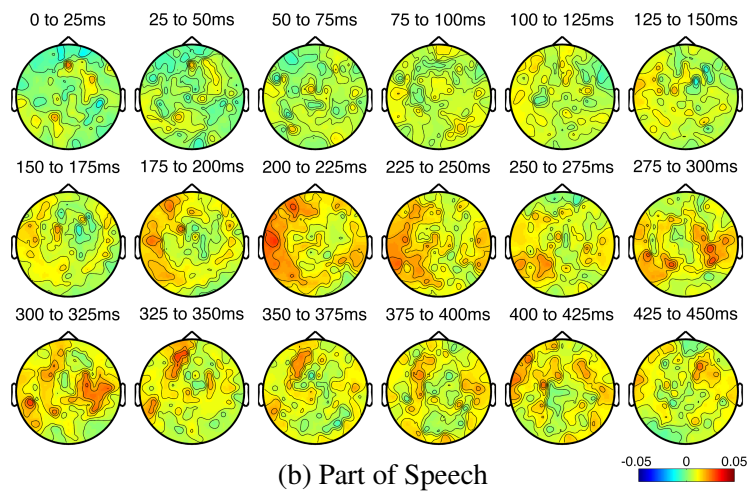 0 to 25ms 25 to 50ms 50 to 75ms 75 to 100ms 100 to 125ms 125 to 150ms
150 to 175ms 175 to 200ms 200 to 225ms 225 to 250ms 250 to 275ms 275 to 300ms
300 to 325ms 325 to 350ms 350 to 375ms 375 to 400ms 400 to 425ms 425 to 450ms
-0.05 0 0.05
(b) Part of Speech